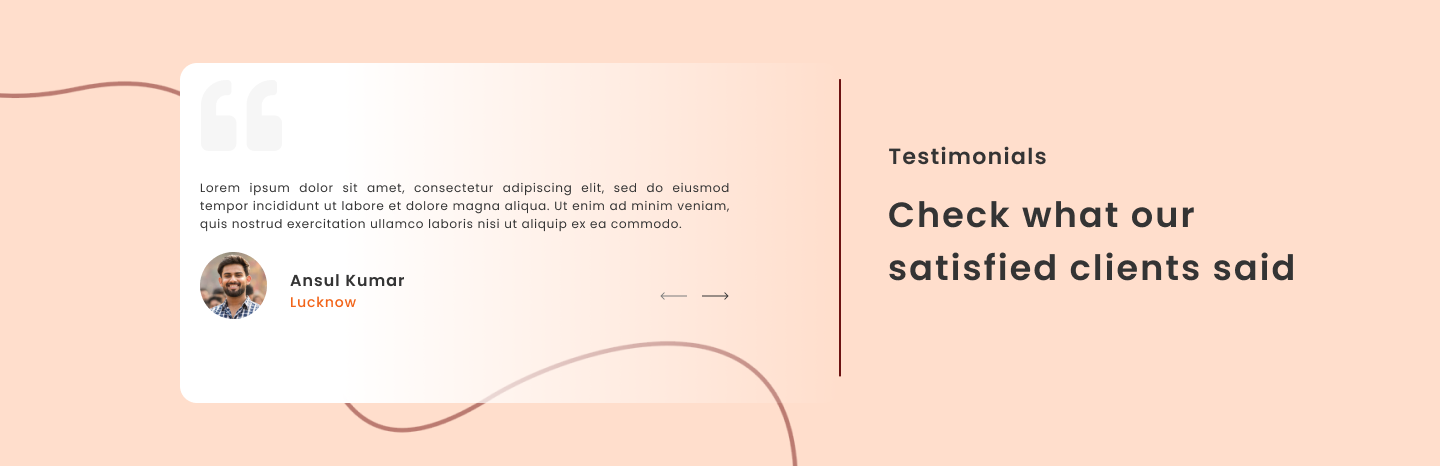 Lorem ipsum dolor sit amet, consectetur adipiscing elit, sed do eiusmod
tempor incididunt ut labore et dolore magna aliqua. Ut enim ad minim veniam,
quis nostrud exercitation ullamco laboris nisi ut aliquip ex ea commodo.
Ansul Kumar
Lucknow
Testimonials
Check what our
satisfied clients said